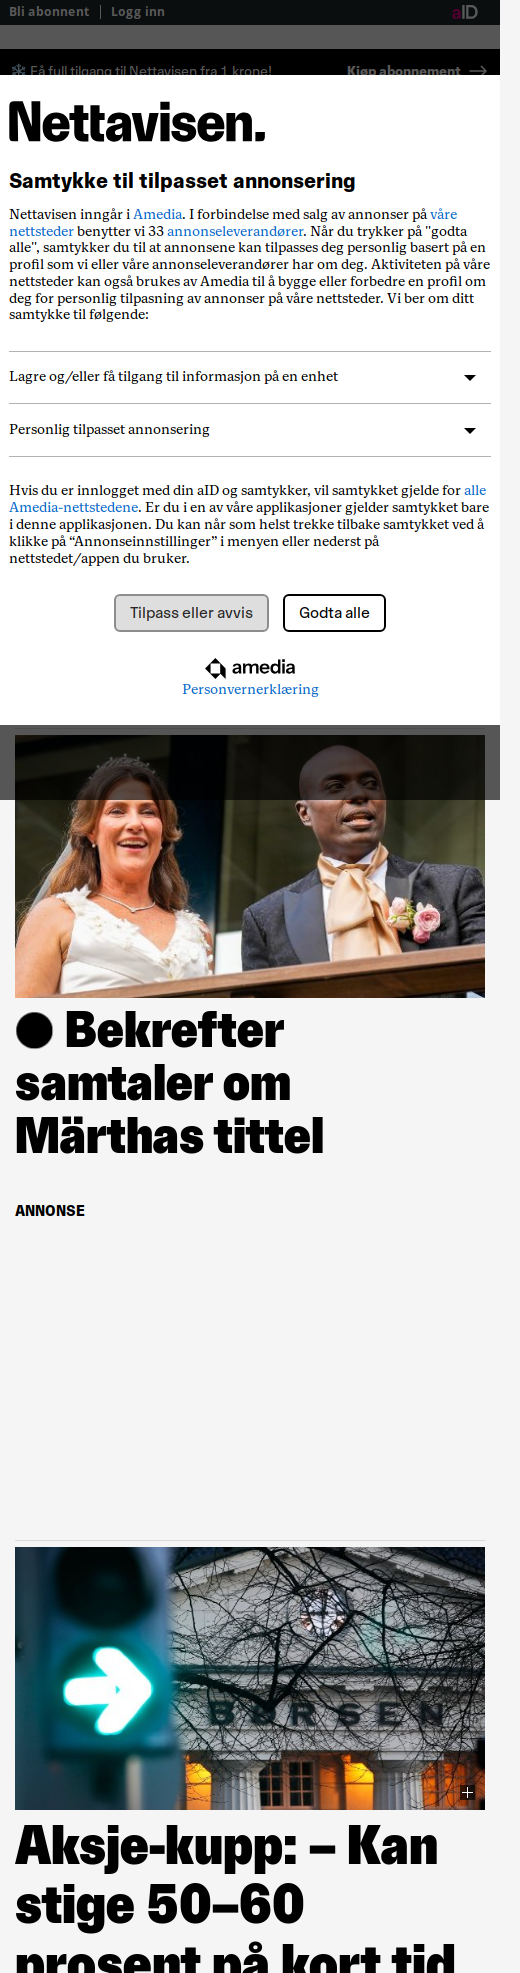 Bli abonnent | Logg inn aID
Få full tilgang til Nettavisen fra 1 krone! Kjøp abonnement
Nettavisen.
Samtykke til tilpasset annonsering
Nettavisen inngår i Amedia. I forbindelse med salg av annonser på våre
nettsteder benytter vi 33 annonseleverandører. Når du trykker på "godta
alle", samtykker du til at annonsene kan tilpasses deg personlig basert på en
profil som vi eller våre annonseleverandører har om deg. Aktiviteten på våre
nettsteder kan også brukes av Amedia til å bygge eller forbedre en profil om
deg for personlig tilpasning av annonser på våre nettsteder. Vi ber om ditt
samtykke til følgende:
Lagre og/eller få tilgang til informasjon på en enhet
Personlig tilpasset annonsering
Hvis du er innlogget med din aID og samtykker, vil samtykket gjelde for alle
Amedia-nettstedene. Er du i en av våre applikasjoner gjelder samtykket bare
i denne applikasjonen. Du kan når som helst trekke tilbake samtykket ved å
klikke på “Annonseinnstillinger” i menyen eller nederst på
nettstedet/appen du bruker.
Tilpass eller avvis Godta alle
amedia
Personvernerklæring
Bekrefter
samtaler om
Märthas tittel
ANNONSE
BØRSEN
Aksje-kupp: – Kan
stige 50–60
prosent på kort tid